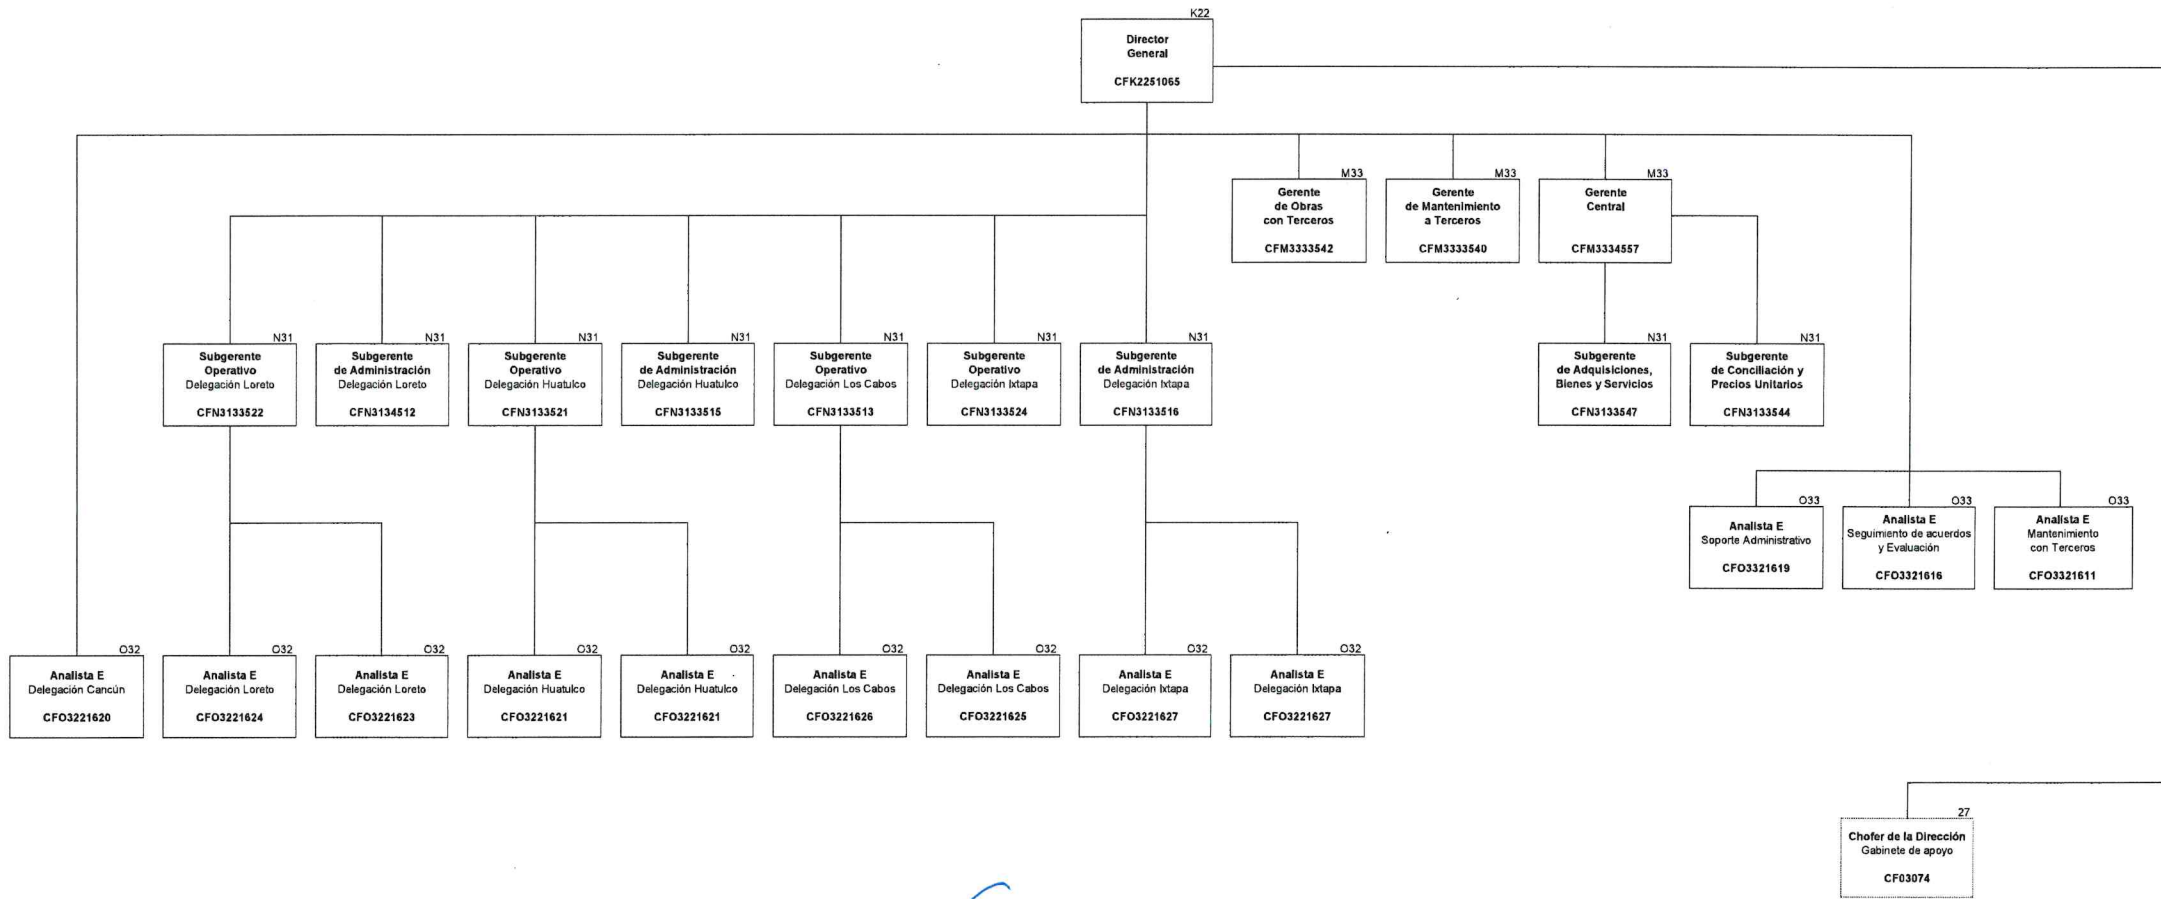 K22
Director
General
CFK2251065
M33
Gerente
de Obras
con Terceros
CFM3333542
M33
Gerente
de Mantenimiento
a Terceros
CFM3333540
M33
Gerente
Central
CFM3334557
N31
Subgerente
Operativo
Delegación Loreto
CFN3133522
N31
Subgerente
de Administración
Delegación Loreto
CFN3134512
N31
Subgerente
Operativo
Delegación Huatulco
CFN3133521
N31
Subgerente
de Administración
Delegación Huatulco
CFN3133515
N31
Subgerente
Operativo
Delegación Los Cabos
CFN3133513
N31
Subgerente
Operativo
Delegación Ixtapa
CFN3133524
N31
Subgerente
de Administración
Delegación Ixtapa
CFN3133516
N31
Subgerente
de Adquisiciones,
Bienes y Servicios
CFN3133547
N31
Subgerente
de Conciliación y
Precios Unitarios
CFN3133544
O33
Analista E
Soporte Administrativo
CFO3321619
O33
Analista E
Seguimiento de acuerdos
y Evaluación
CFO3321616
O33
Analista E
Mantenimiento
con Terceros
CFO3321611
O32
Analista E
Delegación Cancún
CFO3221620
O32
Analista E
Delegación Loreto
CFO3221624
O32
Analista E
Delegación Loreto
CFO3221623
O32
Analista E
Delegación Huatulco
CFO3221621
O32
Analista E
Delegación Huatulco
CFO3221621
O32
Analista E
Delegación Los Cabos
CFO3221626
O32
Analista E
Delegación Los Cabos
CFO3221625
O32
Analista E
Delegación Ixtapa
CFO3221627
O32
Analista E
Delegación Ixtapa
CFO3221627
27
Chofer de la Dirección
Gabinete de apoyo
CF03074